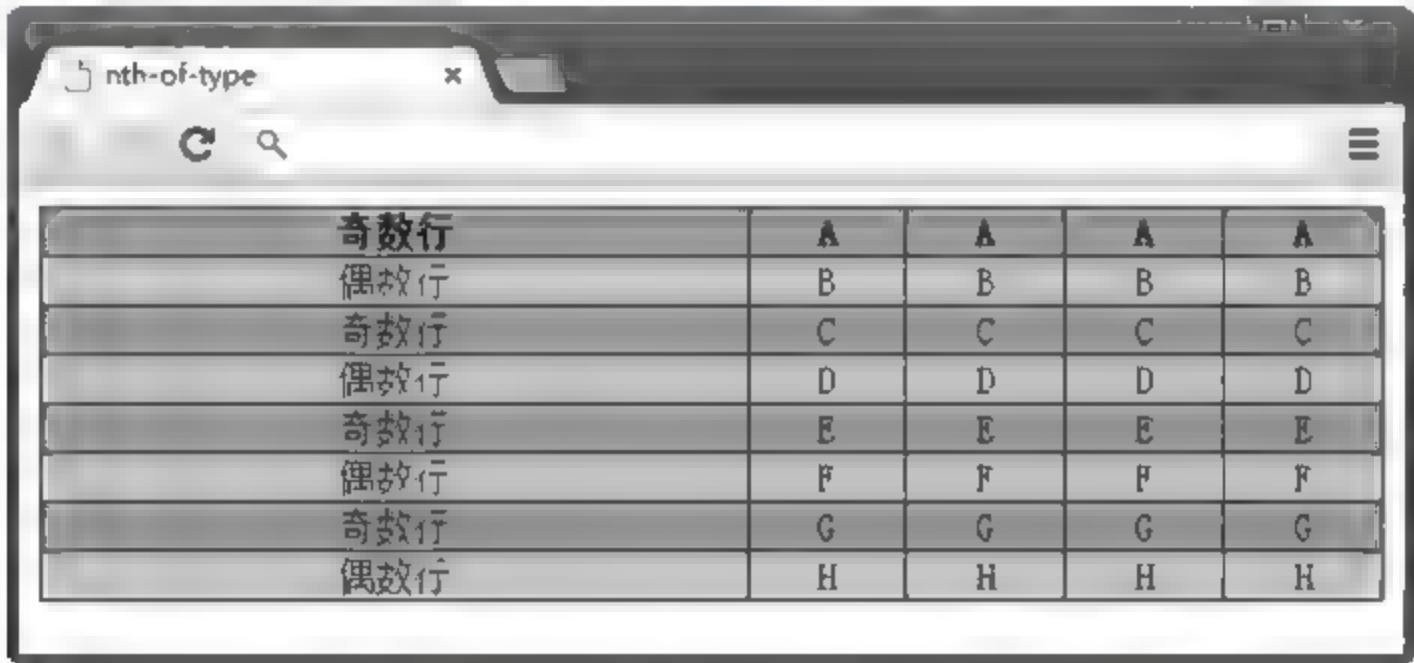 nth-of-type
奇数行 A A A A
偶数行 B B B B
奇数行 C C C C
偶数行 D D D D
奇数行 E E E E
偶数行 F F F F
奇数行 G G G G
偶数行 H H H H